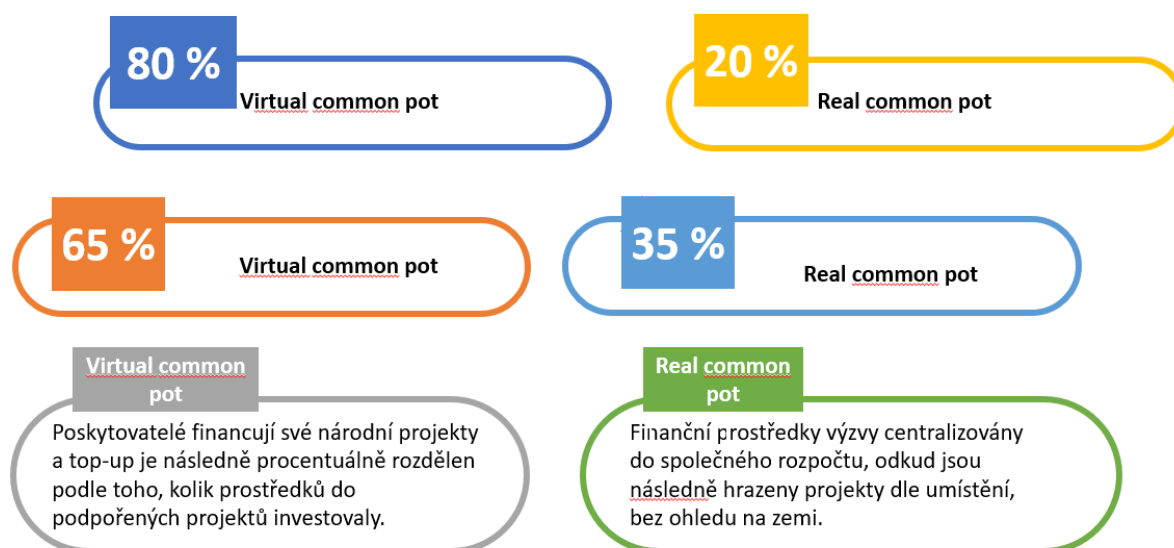 80 %
Virtual common pot
20 %
Real common pot
65 %
Virtual common pot
35 %
Real common pot
Virtual common
pot
Poskytovatelé financují své národní projekty
a top-up je následně procentuálně rozdělen
podle toho, kolik prostředků do
podpořených projektů investovaly.
Real common
pot
Finanční prostředky výzvy centralizovány
do společného rozpočtu, odkud jsou
následně hrazeny projekty dle umístění,
bez ohledu na zemi.